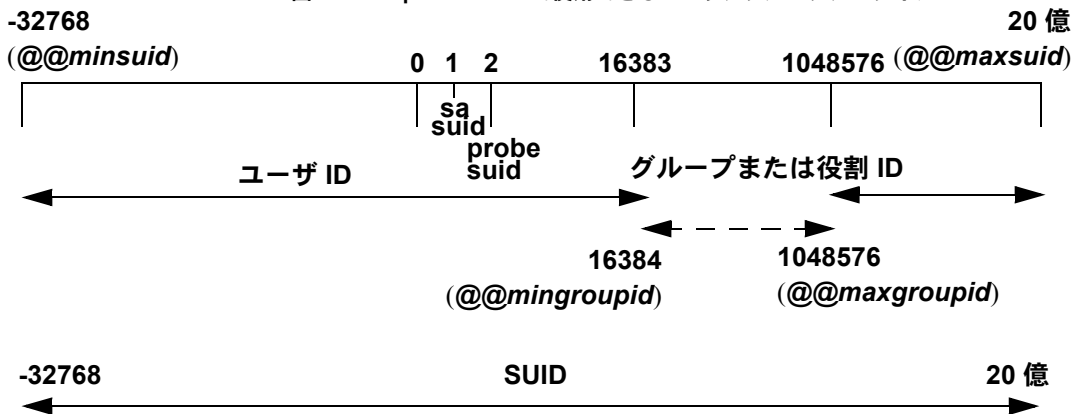 -32768
20 億
(@@minsuid)
0 1 2
16383
1048576 (@@maxsuid)
sa
suid
probe
suid
ユーザ ID
グループまたは役割 ID
16384
1048576
(@@mingroupid)
(@@maxgroupid)
-32768
SUID
20 億